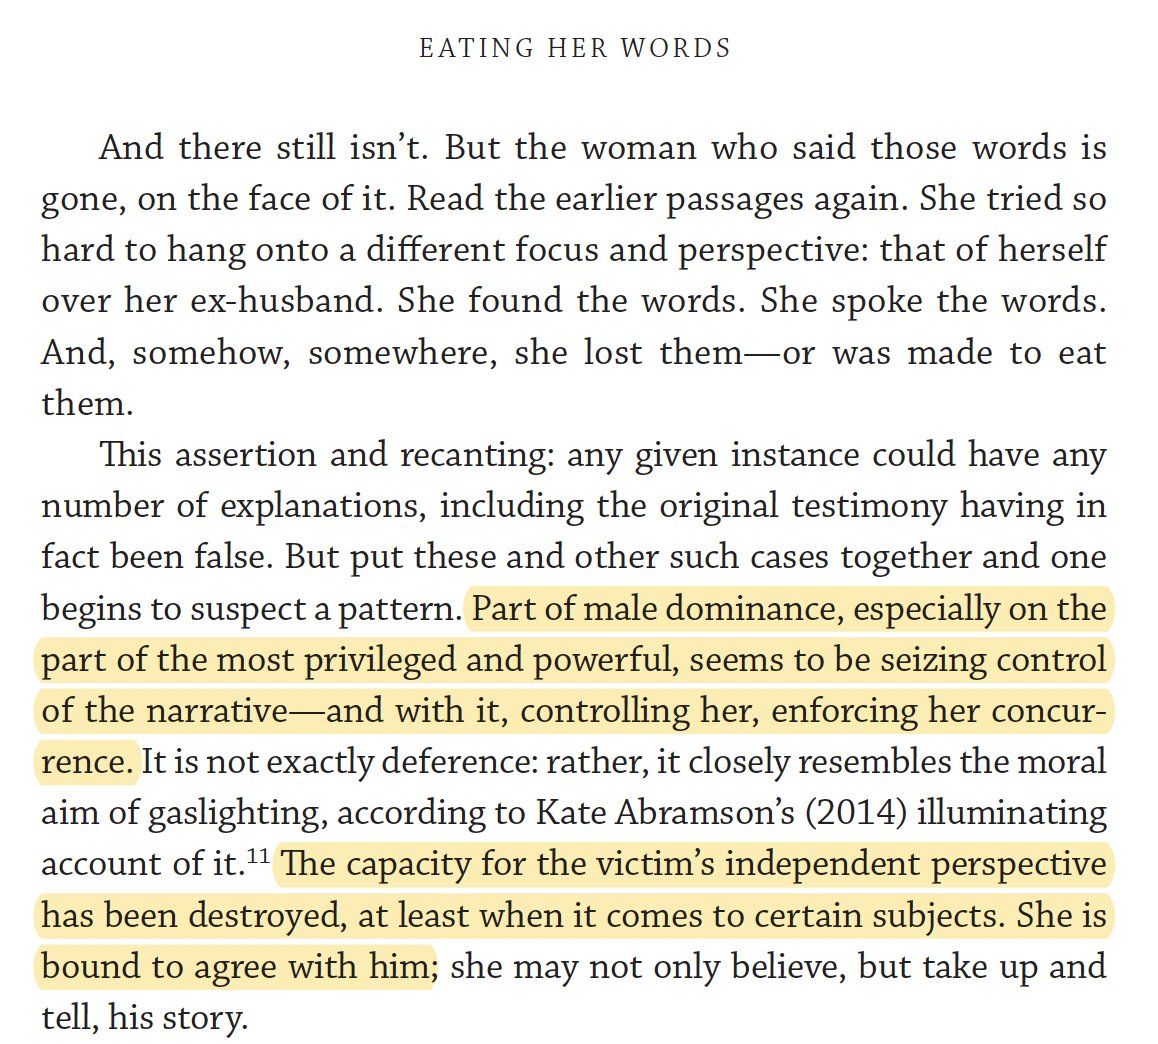 EATING HER WORDS
And there still isn’t. But the woman who said those words is
gone, on the face of it. Read the earlier passages again. She tried so
hard to hang onto a different focus and perspective: that of herself
over her ex-husband. She found the words. She spoke the words.
And, somehow, somewhere, she lost them—or was made to eat
them.
This assertion and recanting: any given instance could have any
number of explanations, including the original testimony having in
fact been false. But put these and other such cases together and one
begins to suspect a pattern. Part of male dominance, especially on the
part of the most privileged and powerful, seems to be seizing control
of the narrative—and with it, controlling her, enforcing her concur-
rence. It is not exactly deference: rather, it closely resembles the moral
aim of gaslighting, according to Kate Abramson’s (2014) illuminating
account of it.¹¹ The capacity for the victim’s independent perspective
has been destroyed, at least when it comes to certain subjects. She is
bound to agree with him; she may not only believe, but take up and
tell, his story.